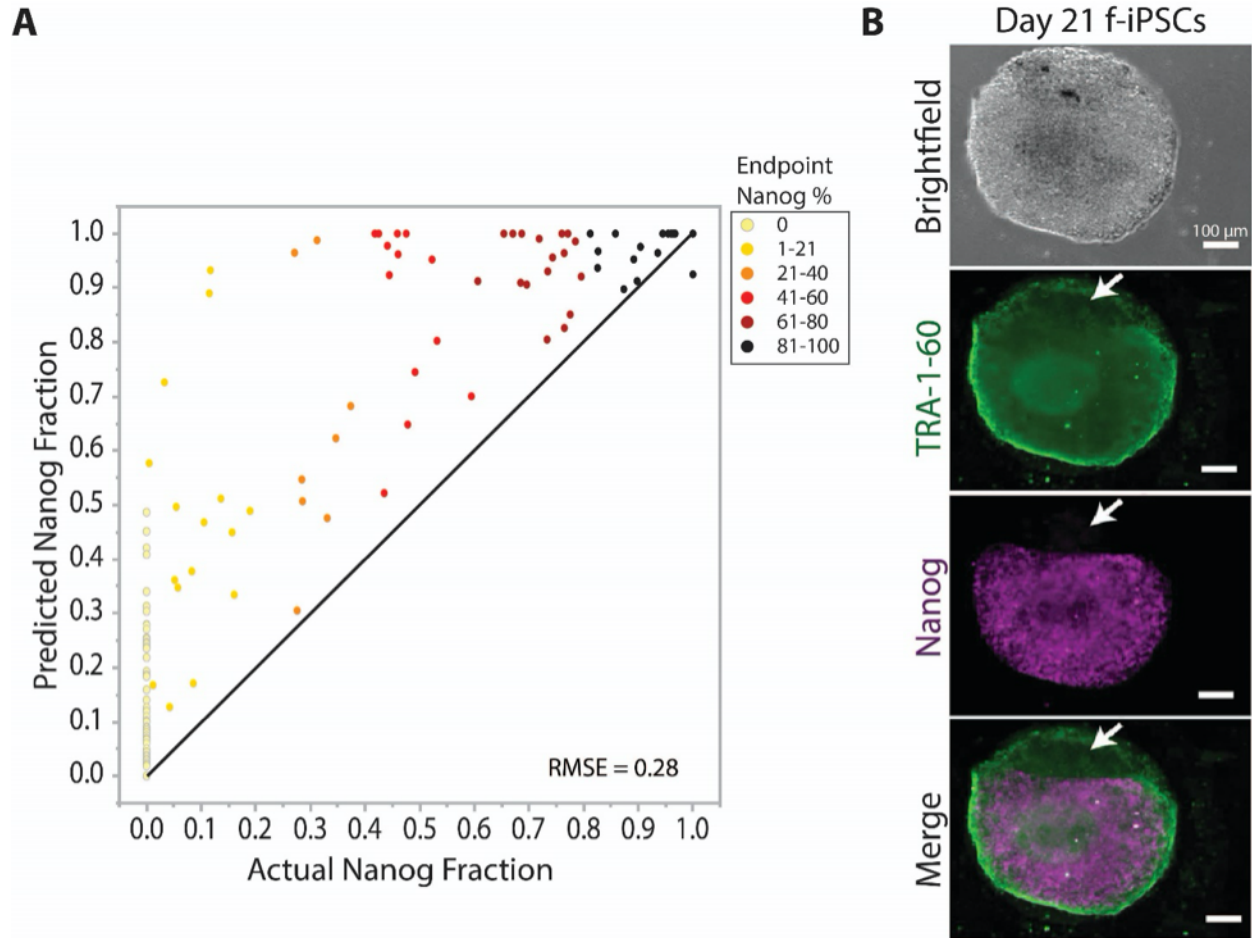 A
Endpoint
Nanog %
0
1-21
21-40
41-60
61-80
81-100
1.0
0.9
0.8
0.7
0.6
0.5
0.4
0.3
0.2
0.1
0.0
Predicted Nanog Fraction
RMSE = 0.28
0.0 0.1 0.2 0.3 0.4 0.5 0.6 0.7 0.8 0.9 1.0
Actual Nanog Fraction
B
Day 21 f-iPSCs
Brightfield
100 µm
TRA-1-60
Nanog
Merge